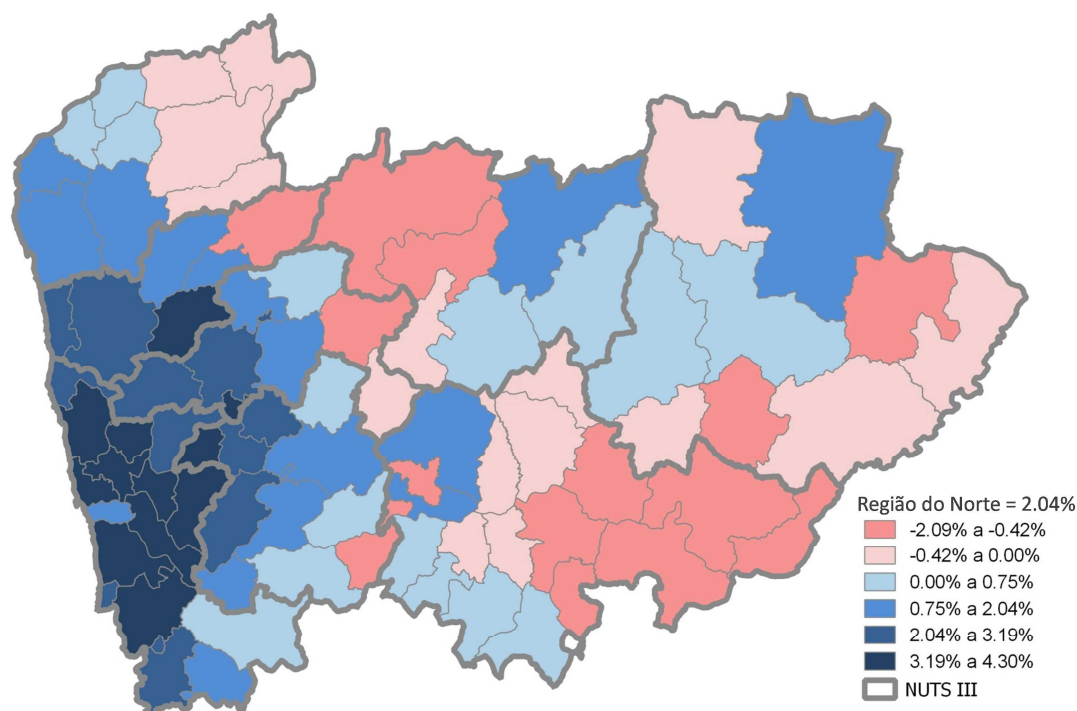 Região do Norte = 2.04%
-2.09% a -0.42%
-0.42% a 0.00%
0.00% a 0.75%
0.75% a 2.04%
2.04% a 3.19%
3.19% a 4.30%
NUTS III